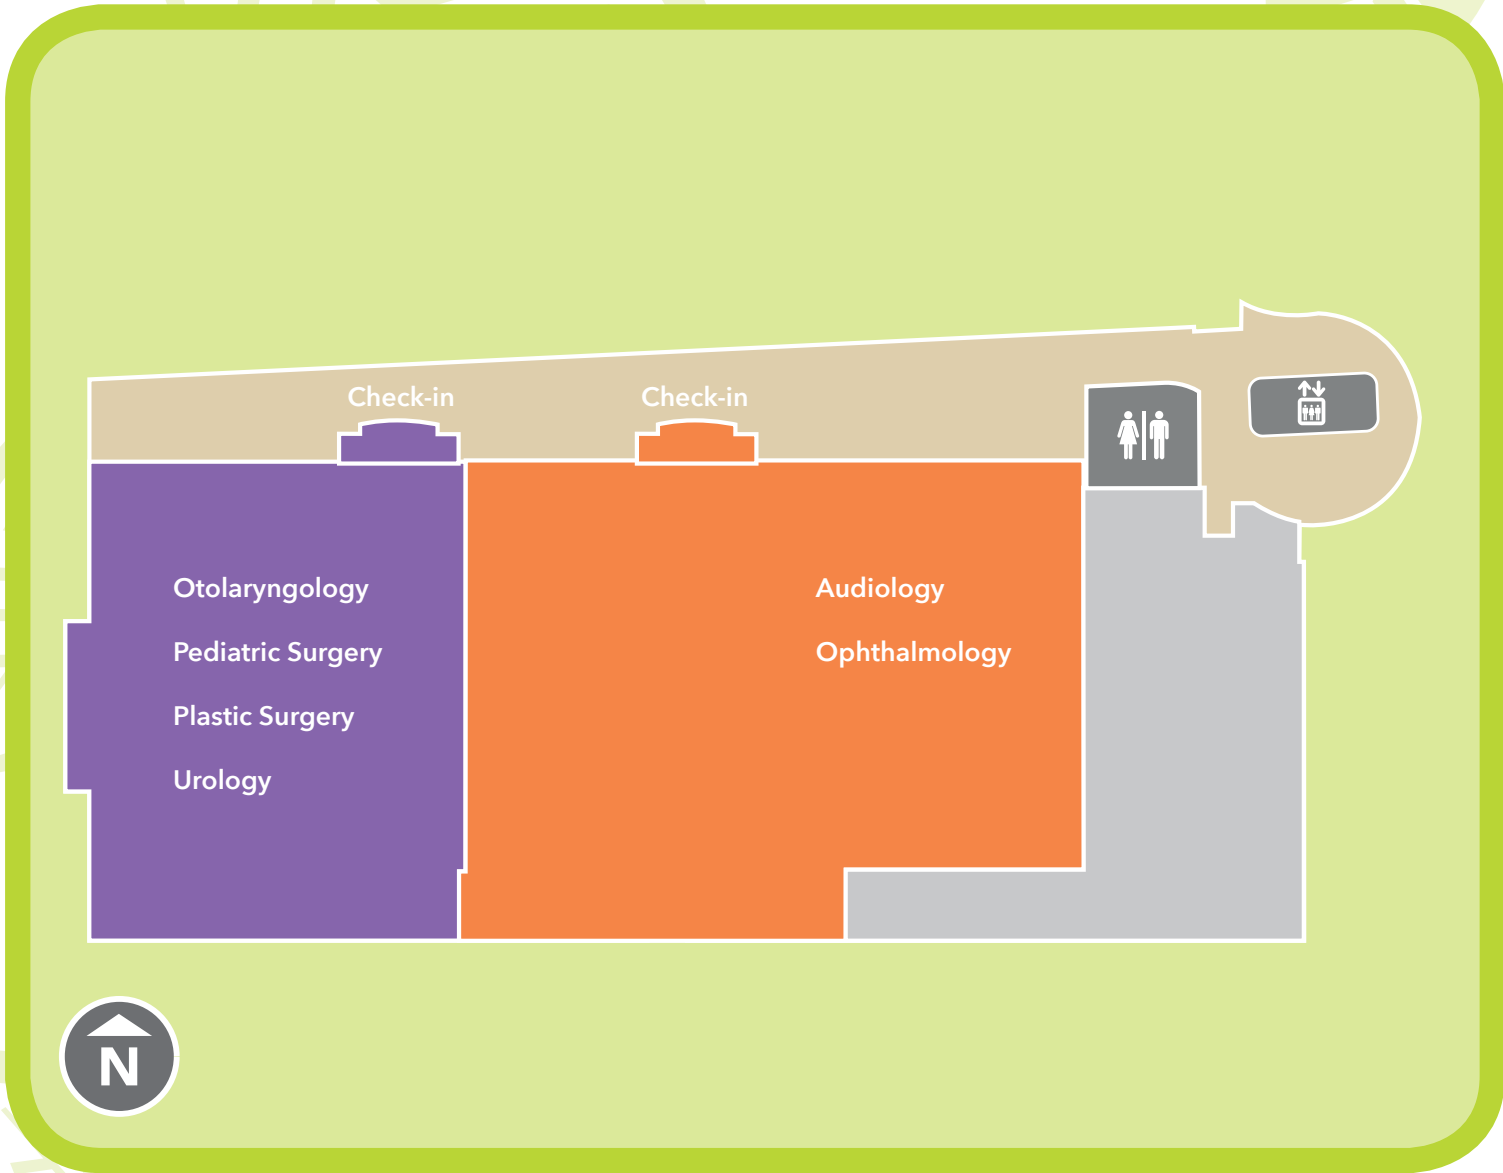 Check-in
Check-in
Otolaryngology
Pediatric Surgery
Plastic Surgery
Urology
Audiology
Ophthalmology
N